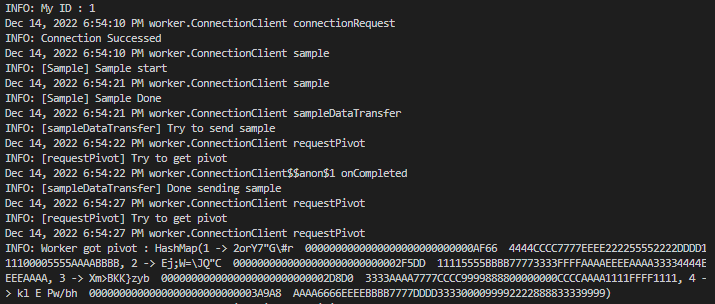 INFO: My ID : 1
Dec 14, 2022 6:54:10 PM worker.ConnectionClient connectionRequest
INFO: Connection Successed
Dec 14, 2022 6:54:10 PM worker.ConnectionClient sample
INFO: [Sample] Sample start
Dec 14, 2022 6:54:21 PM worker.ConnectionClient sample
INFO: [Sample] Sample Done
Dec 14, 2022 6:54:21 PM worker.ConnectionClient sampleDataTransfer
INFO: [sampleDataTransfer] Try to send sample
Dec 14, 2022 6:54:22 PM worker.ConnectionClient requestPivot
INFO: [requestPivot] Try to get pivot
Dec 14, 2022 6:54:22 PM worker.ConnectionClient$$anon$1 onCompleted
INFO: [sampleDataTransfer] Done sending sample
Dec 14, 2022 6:54:27 PM worker.ConnectionClient requestPivot
INFO: [requestPivot] Try to get pivot
Dec 14, 2022 6:54:27 PM worker.ConnectionClient requestPivot
INFO: Worker got pivot : HashMap(1 -> 2orY7"G\#r  0000000000000000000000000000AF66  4444CCCC7777EEEE222255552222DDDD1
11100005555AAAABBBB, 2 -> Ej;W=\JQ"C  0000000000000000000000000002F5DD  11115555BBBB77773333FFFFAAAAEEEEAAAA33334444E
EEEAAAA, 3 -> Xm>BKK}zyb  0000000000000000000000000002D8D0  3333AAAA7777CCCC9999888800000000CCCCAAAA1111FFFF1111, 4 -
> kl E Pw/bh  0000000000000000000000000003A9A8  AAAA6666EEEEBBBB7777DDDD3333000099992222888833339999)